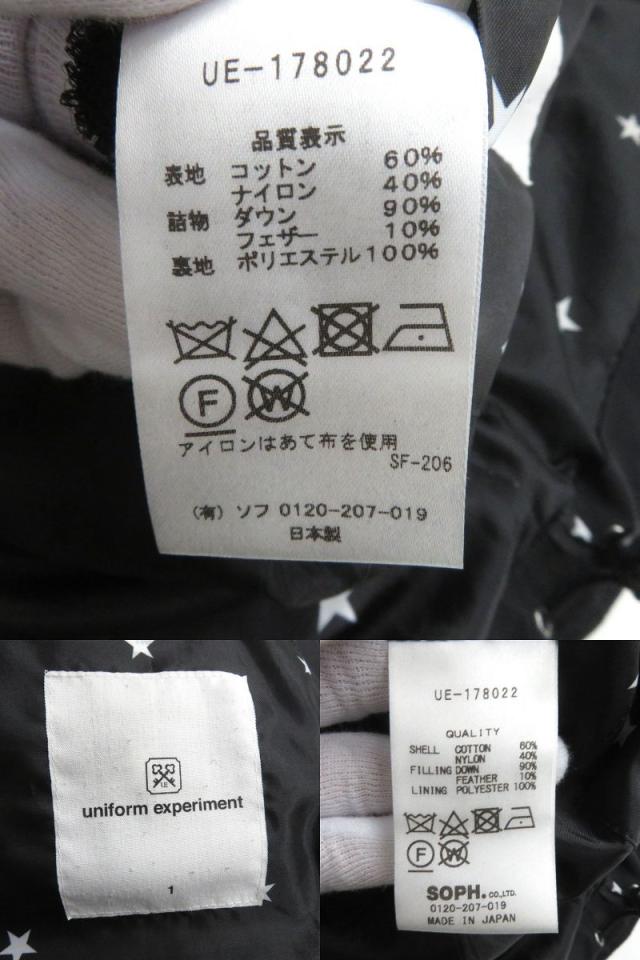 UE-178022
品質表示
表地 コットン 60%
ナイロン 40%
詰物 ダウン 90%
フェザー 10%
裏地 ポリエステル100%
F
W
アイロンはあて布を使用
SF-206
(有) ソフ 0120-207-019
日本製
uniform experiment
1
UE-178022
QUALITY
SHELL COTTON 60%
NYLON 40%
FILLING DOWN 90%
FEATHER 10%
LINING POLYESTER 100%
F
W
SOPH.CO.,LTD.
0120-207-019
MADE IN JAPAN